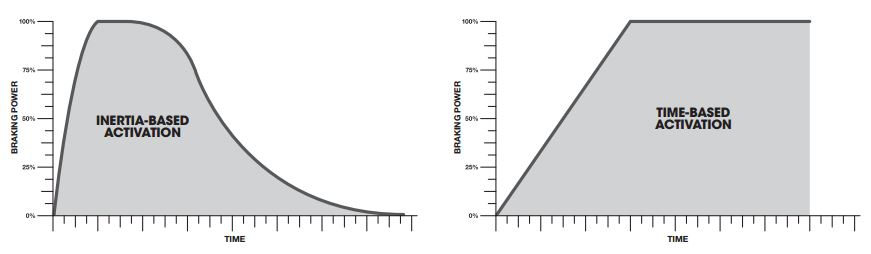 100%
75%
50%
25%
0%
BRAKING POWER
INERTIA-BASED
ACTIVATION
TIME
100%
75%
50%
25%
0%
BRAKING POWER
TIME-BASED
ACTIVATION
TIME